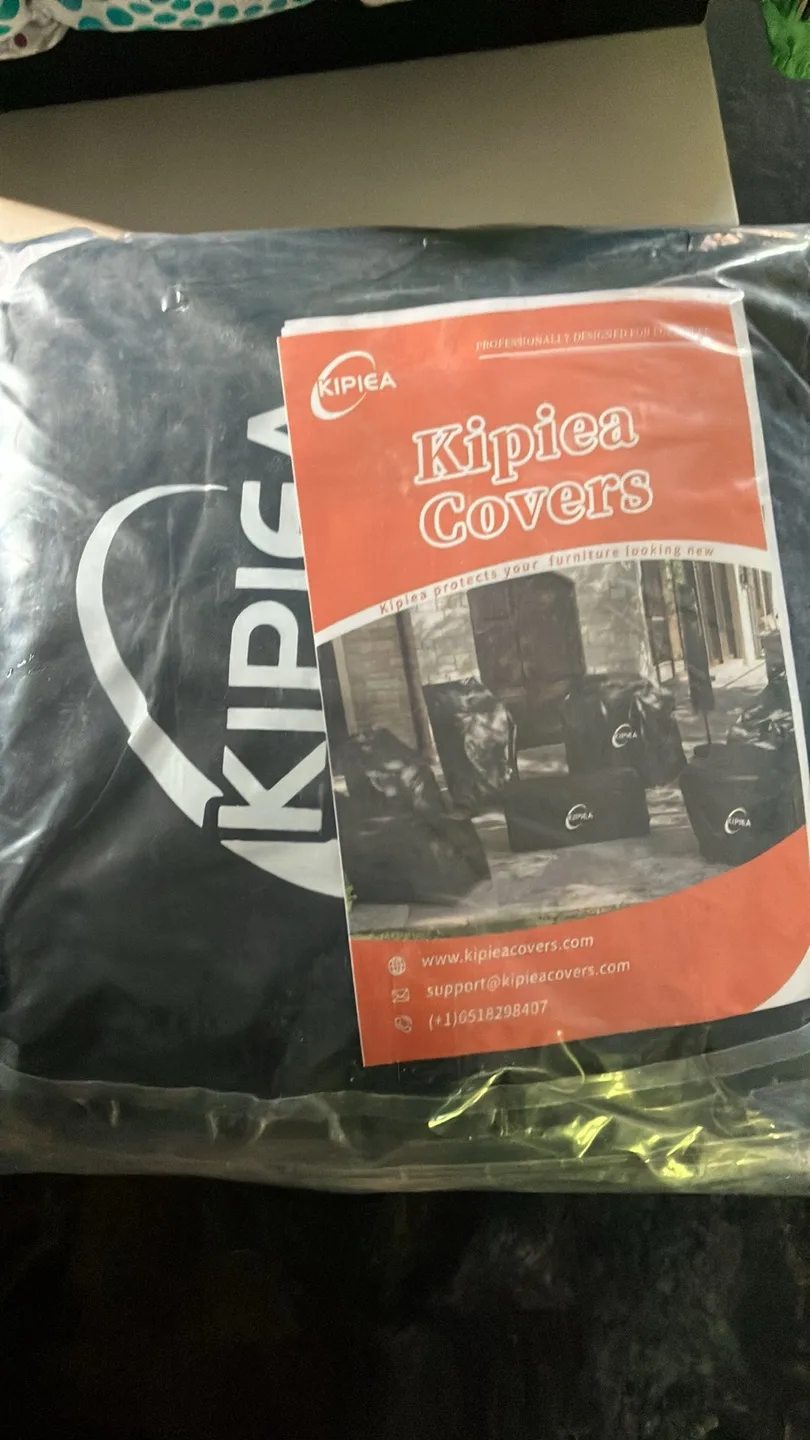 KIPIEA
PROFESSIONALLY DESIGNED FOR
Kipiea
Covers
Kipiea protects your furniture looking new
KIPIEA
KIPIEA
KIPIEA
www.kipieacovers.com
support@kipieacovers.com
(+1)6518298407
KIPIEA